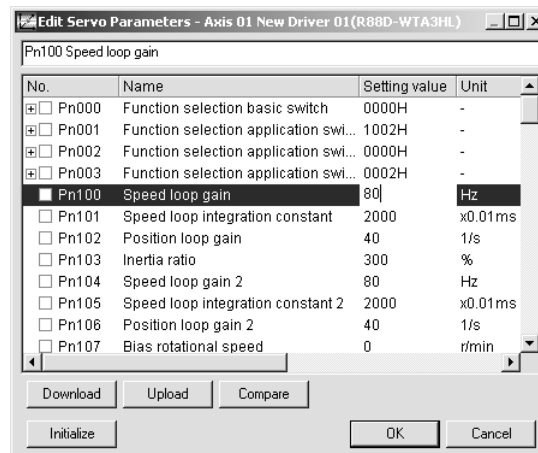 Edit Servo Parameters - Axis 01 New Driver 01(R88D-WTA3HL)
Pn100 Speed loop gain
No. Name Setting value Unit
Pn000 Function selection basic switch 0000H -
Pn001 Function selection application swi... 1002H -
Pn002 Function selection application swi... 0000H -
Pn003 Function selection application swi... 0002H -
Pn100 Speed loop gain 80 Hz
Pn101 Speed loop integration constant 2000 x0.01ms
Pn102 Position loop gain 40 1/s
Pn103 Inertia ratio 300 %
Pn104 Speed loop gain 2 80 Hz
Pn105 Speed loop integration constant 2 2000 x0.01ms
Pn106 Position loop gain 2 40 1/s
Pn107 Bias rotational speed 0 r/min
Download Upload Compare
Initialize OK Cancel